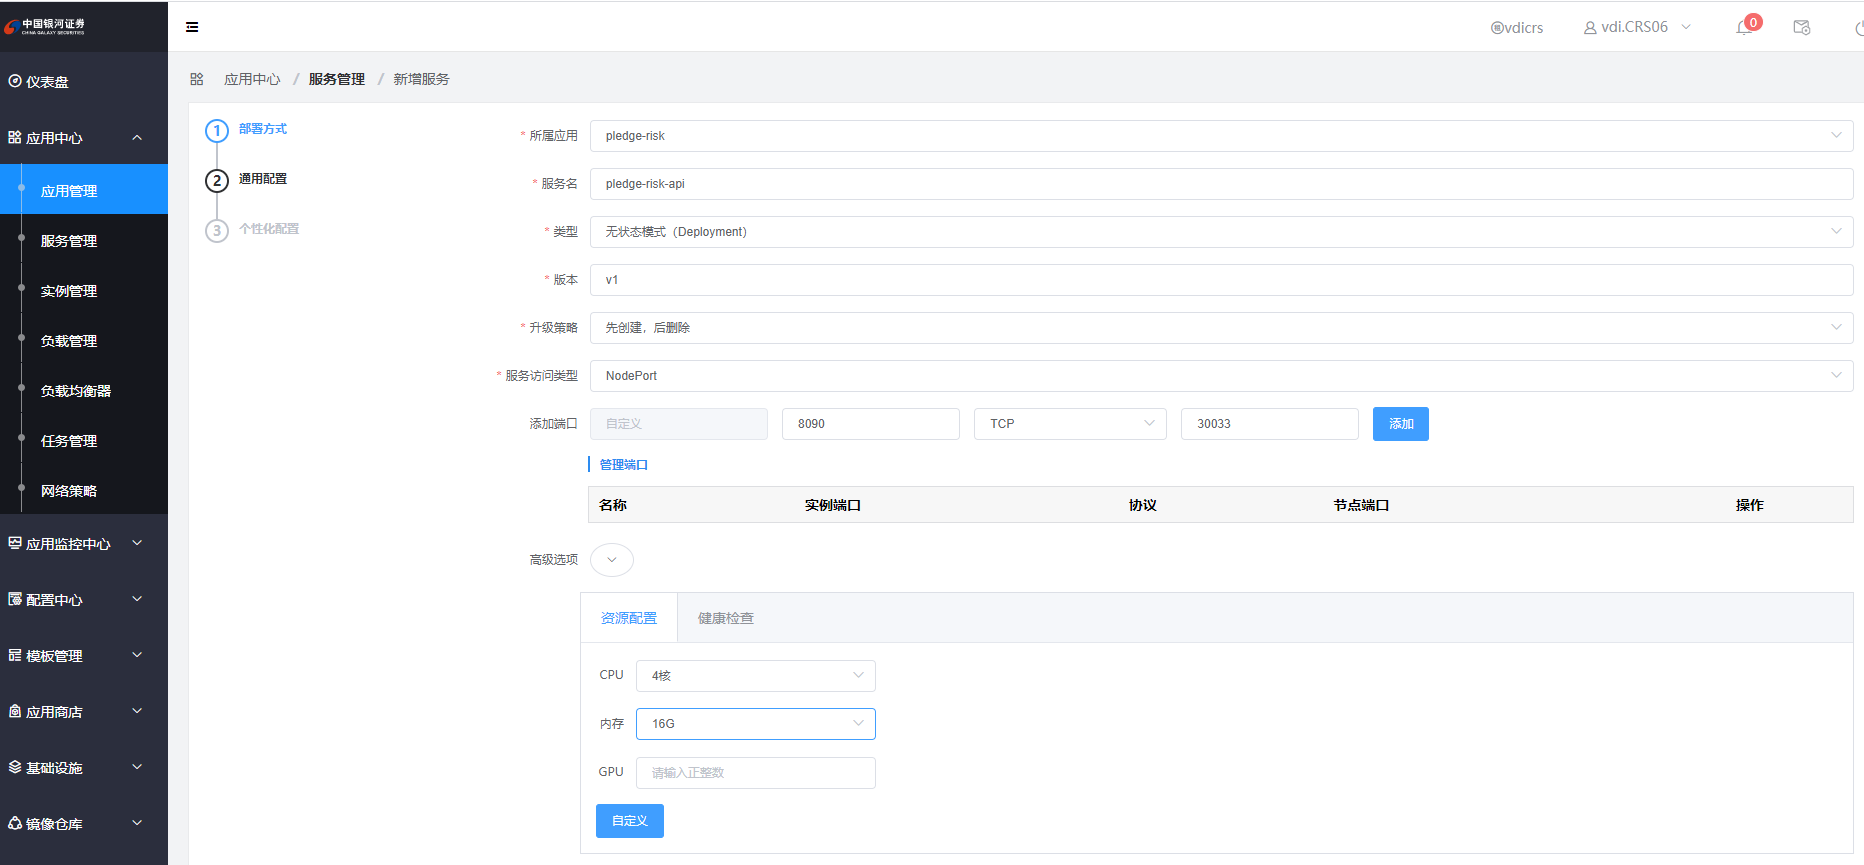 中国银河证券
CHINA GALAXY SECURITIES
vdicrs
vdi.CRS06
0
仪表盘
应用中心
应用管理
服务管理
实例管理
负载管理
负载均衡器
任务管理
网络策略
应用监控中心
配置中心
模板管理
应用商店
基础设施
镜像仓库
应用中心 / 服务管理 / 新增服务
1 部署方式
2 通用配置
3 个性化配置
* 所属应用 pledge-risk
* 服务名 pledge-risk-api
* 类型 无状态模式（Deployment）
* 版本 v1
* 升级策略 先创建，后删除
* 服务访问类型 NodePort
添加端口 自定义 8090 TCP 30033 添加
管理端口
名称 实例端口 协议 节点端口 操作
高级选项
资源配置 健康检查
CPU 4核
内存 16G
GPU 请输入正整数
自定义